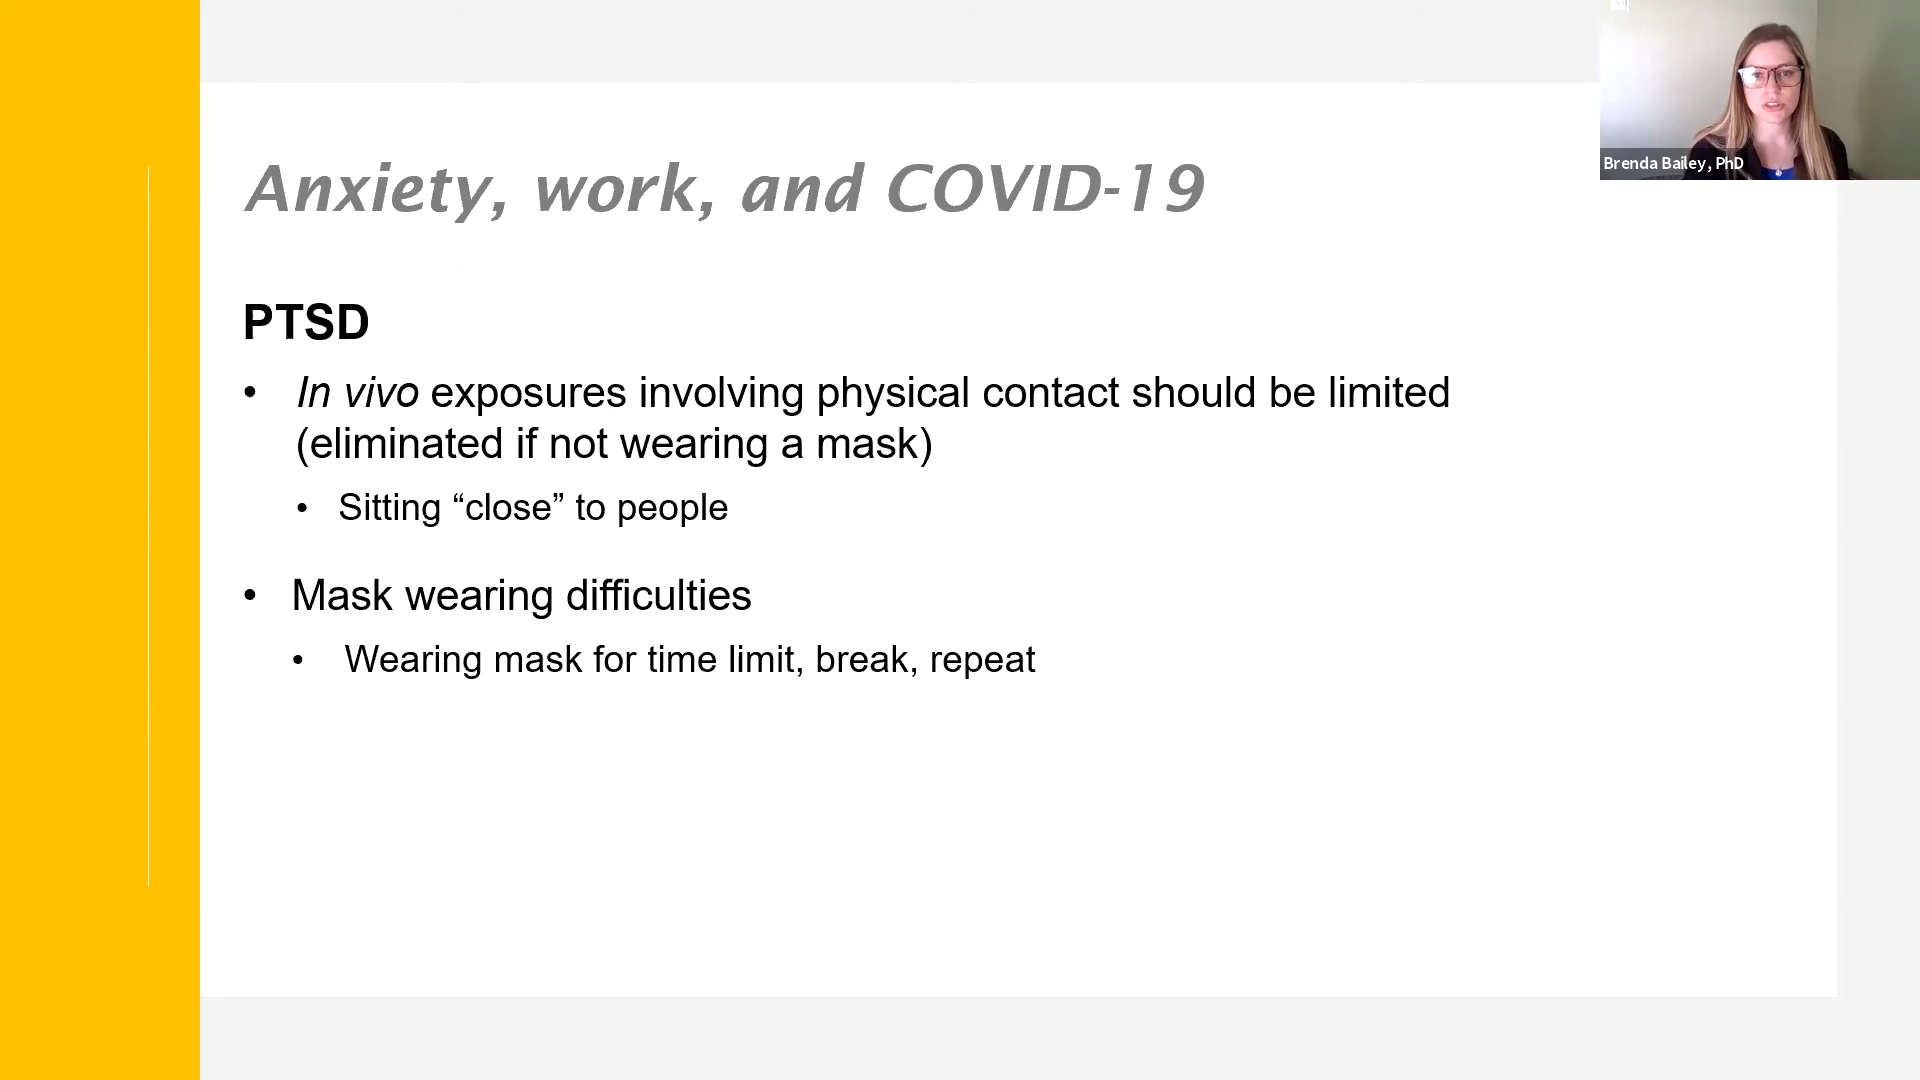 Anxiety, work, and COVID-19
PTSD
• In vivo exposures involving physical contact should be limited
(eliminated if not wearing a mask)
• Sitting “close” to people
• Mask wearing difficulties
• Wearing mask for time limit, break, repeat
Brenda Bailey, PhD